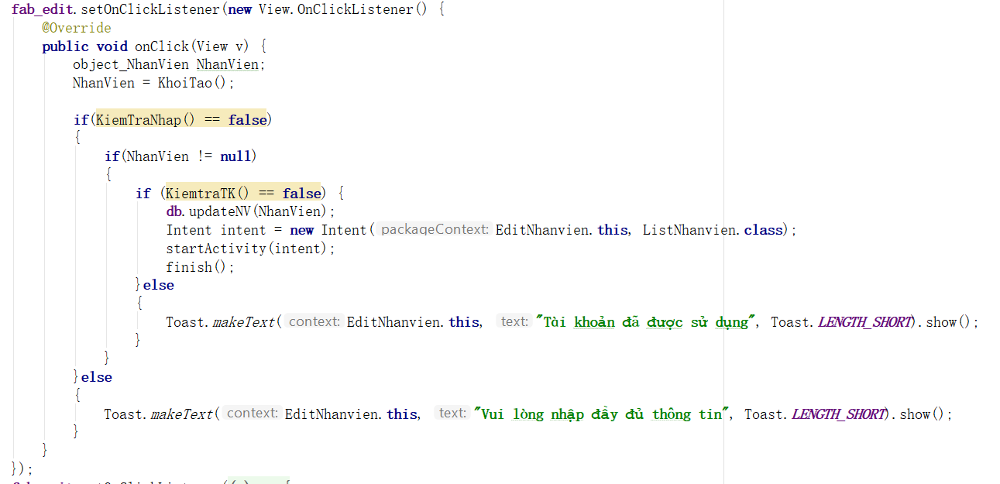 fab_edit.setOnClickListener(new View.OnClickListener() {
@Override
public void onClick(View v) {
object_NhanVien NhanVien;
NhanVien = KhoiTao();
if(KiemTraNhap() == false)
{
if(NhanVien != null)
{
if (KiemtraTK() == false) {
db.updateNV(NhanVien);
Intent intent = new Intent( packageContext: EditNhanvien.this, ListNhanvien.class);
startActivity(intent);
finish();
}else
{
Toast.makeText( context: EditNhanvien.this, text: "Tài khoản đã được sử dụng", Toast.LENGTH_SHORT).show();
}
}
}else
{
Toast.makeText( context: EditNhanvien.this, text: "Vui lòng nhập đầy đủ thông tin", Toast.LENGTH_SHORT).show();
}
}
});